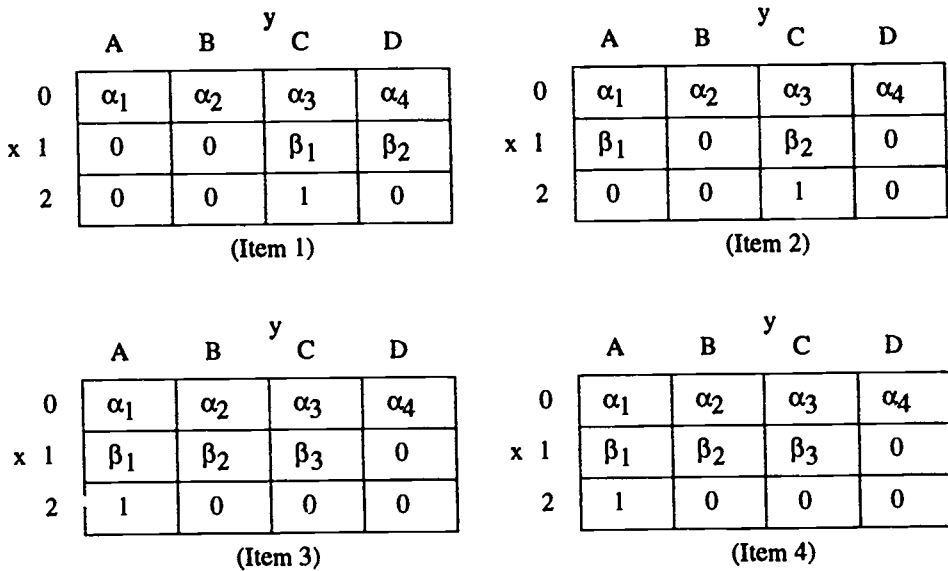 y
A B C D
0 α1 α2 α3 α4
x 1 0 0 β1 β2
2 0 0 1 0
(Item 1)
y
A B C D
0 α1 α2 α3 α4
x 1 β1 0 β2 0
2 0 0 1 0
(Item 2)
y
A B C D
0 α1 α2 α3 α4
x 1 β1 β2 β3 0
2 1 0 0 0
(Item 3)
y
A B C D
0 α1 α2 α3 α4
x 1 β1 β2 β3 0
2 1 0 0 0
(Item 4)